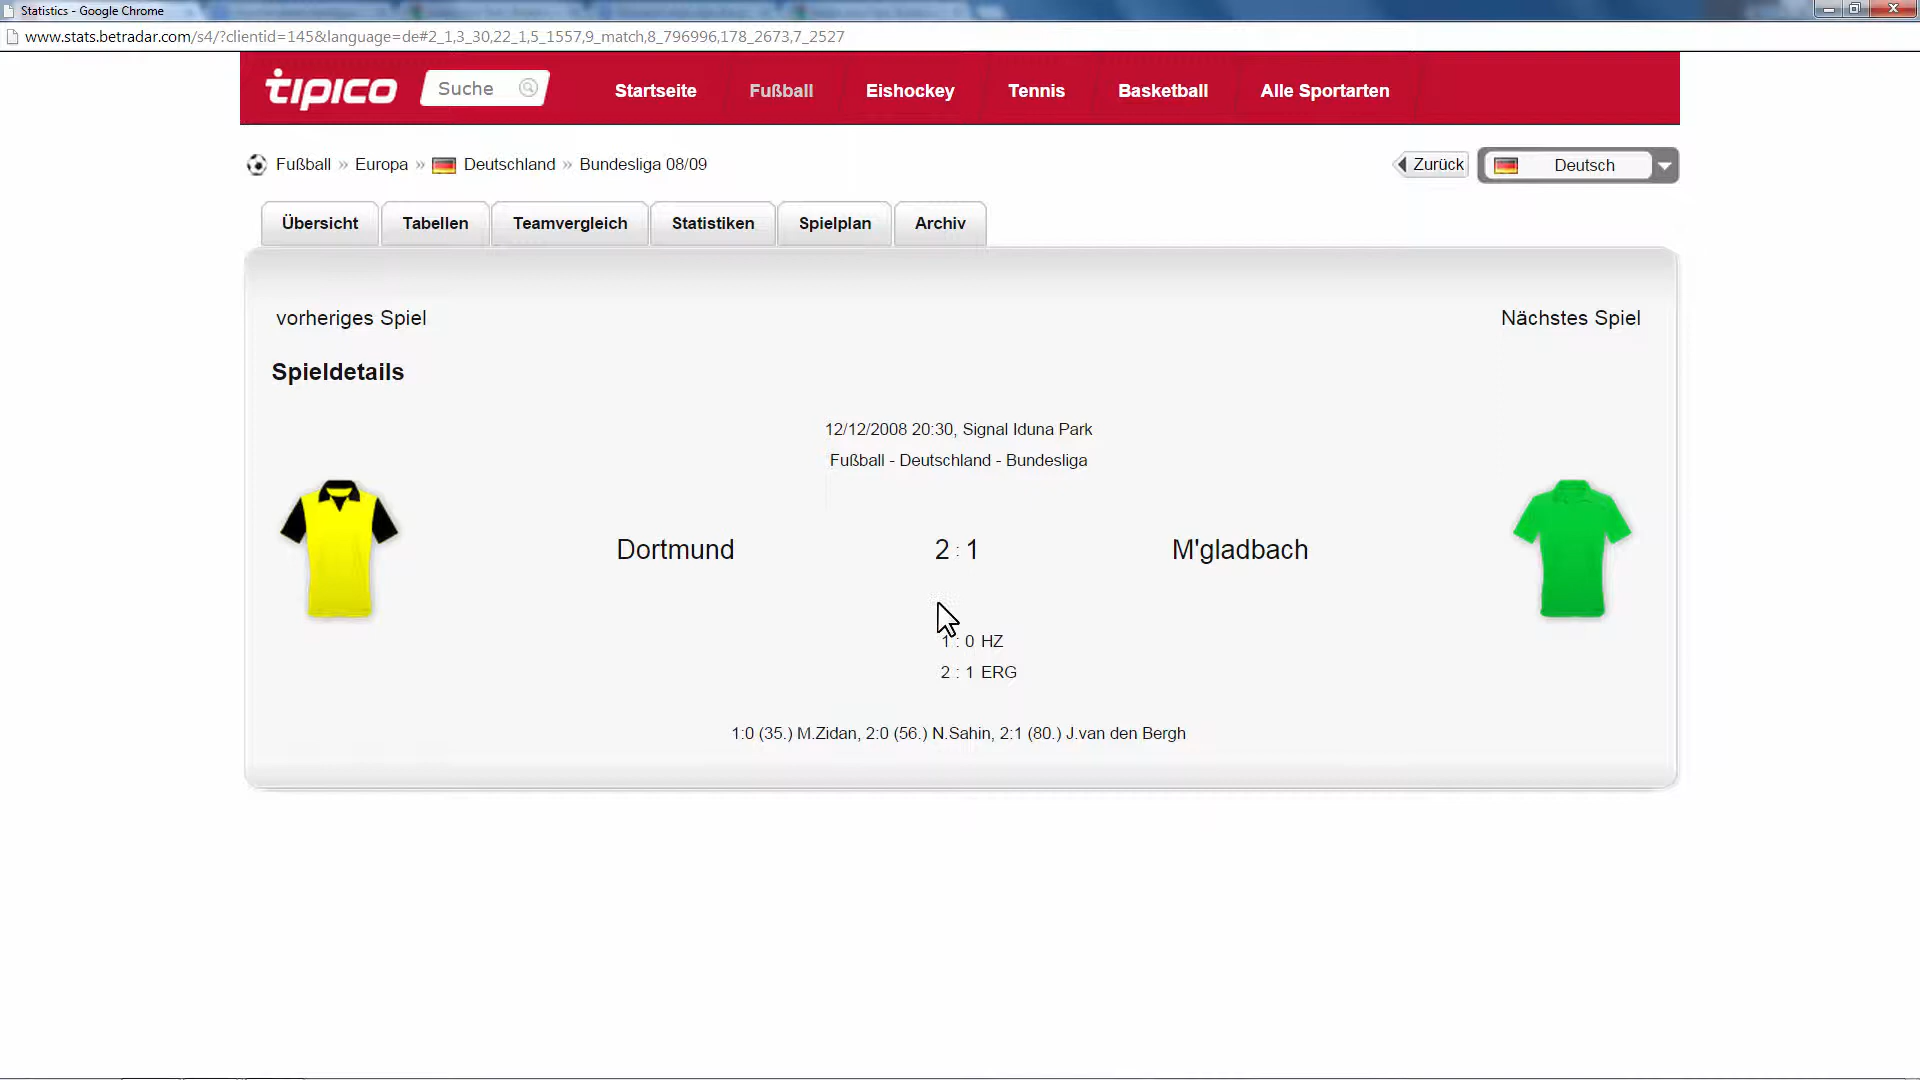 Statistics - Google Chrome
www.stats.betradar.com/s4/?clientid=145&language=de#2_1,3_30,22_1,5_1557,9_match,8_796996,178_2673,7_2527
tipico Suche Startseite Fußball Eishockey Tennis Basketball Alle Sportarten
Fußball » Europa » Deutschland » Bundesliga 08/09 Zurück Deutsch
Übersicht Tabellen Teamvergleich Statistiken Spielplan Archiv
vorheriges Spiel Nächstes Spiel
Spieldetails
12/12/2008 20:30, Signal Iduna Park
Fußball - Deutschland - Bundesliga
Dortmund 2 : 1 M'gladbach
1 : 0 HZ
2 : 1 ERG
1:0 (35.) M.Zidan, 2:0 (56.) N.Sahin, 2:1 (80.) J.van den Bergh